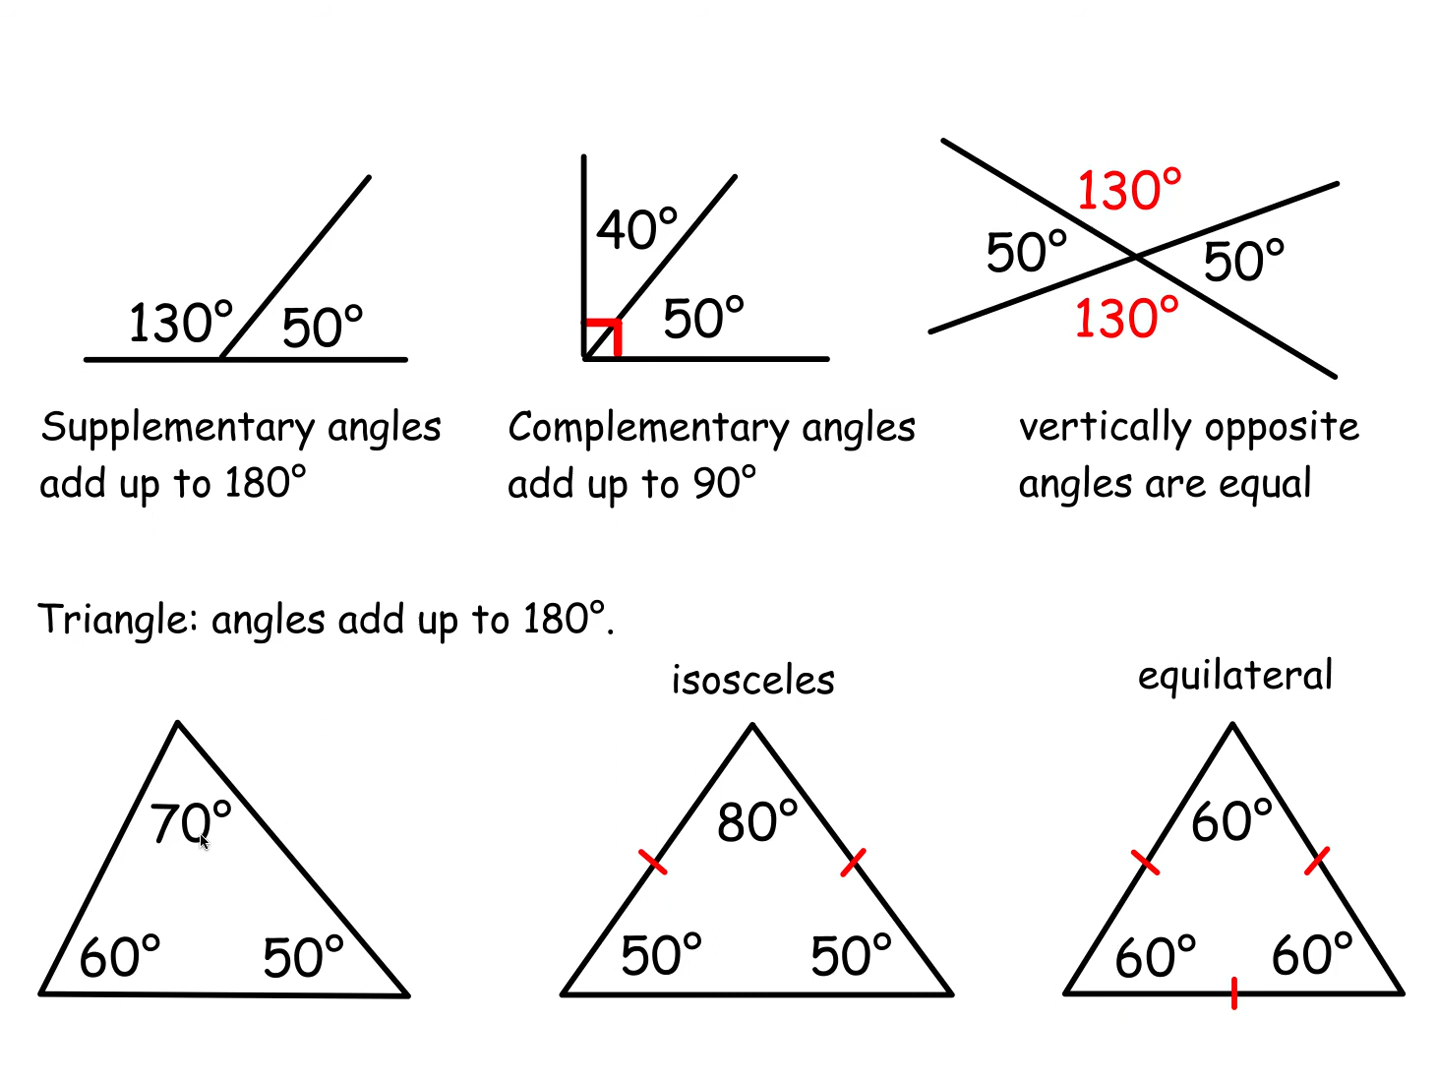 130° 50°
40°
50°
130°
50° 50°
130°
Supplementary angles
add up to 180°
Complementary angles
add up to 90°
vertically opposite
angles are equal
Triangle: angles add up to 180°.
isosceles
equilateral
70°
60° 50°
80°
50° 50°
60°
60° 60°